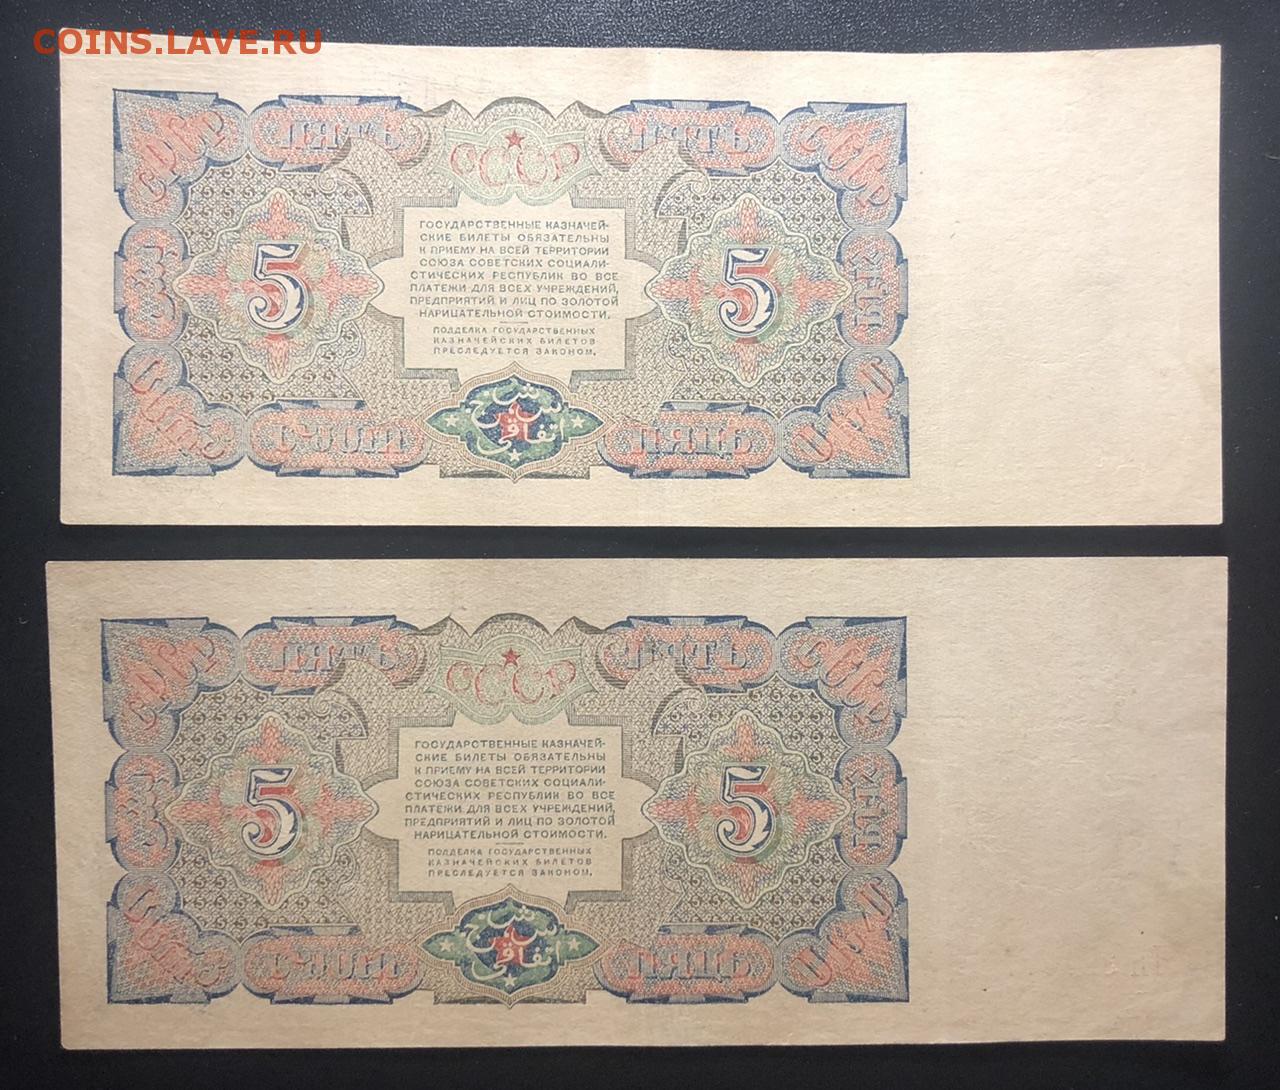 COINS.LAVE.RU
ПЯТЬ
СССР
ГОСУДАРСТВЕННЫЕ КАЗНАЧЕЙ-
СКИЕ БИЛЕТЫ ОБЯЗАТЕЛЬНЫ
К ПРИЕМУ НА ВСЕЙ ТЕРРИТОРИИ
СОЮЗА СОВЕТСКИХ СОЦИАЛИ-
СТИЧЕСКИХ РЕСПУБЛИК ВО ВСЕ
ПЛАТЕЖИ ДЛЯ ВСЕХ УЧРЕЖДЕНИЙ,
ПРЕДПРИЯТИЙ И ЛИЦ ПО ЗОЛОТОЙ
НАРИЦАТЕЛЬНОЙ СТОИМОСТИ.
ПОДДЕЛКА ГОСУДАРСТВЕННЫХ
КАЗНАЧЕЙСКИХ БИЛЕТОВ
ПРЕСЛЕДУЕТСЯ ЗАКОНОМ.
5
5
ПЯТЬ
СССР
ГОСУДАРСТВЕННЫЕ КАЗНАЧЕЙ-
СКИЕ БИЛЕТЫ ОБЯЗАТЕЛЬНЫ
К ПРИЕМУ НА ВСЕЙ ТЕРРИТОРИИ
СОЮЗА СОВЕТСКИХ СОЦИАЛИ-
СТИЧЕСКИХ РЕСПУБЛИК ВО ВСЕ
ПЛАТЕЖИ ДЛЯ ВСЕХ УЧРЕЖДЕНИЙ,
ПРЕДПРИЯТИЙ И ЛИЦ ПО ЗОЛОТОЙ
НАРИЦАТЕЛЬНОЙ СТОИМОСТИ.
ПОДДЕЛКА ГОСУДАРСТВЕННЫХ
КАЗНАЧЕЙСКИХ БИЛЕТОВ
ПРЕСЛЕДУЕТСЯ ЗАКОНОМ.
5
5